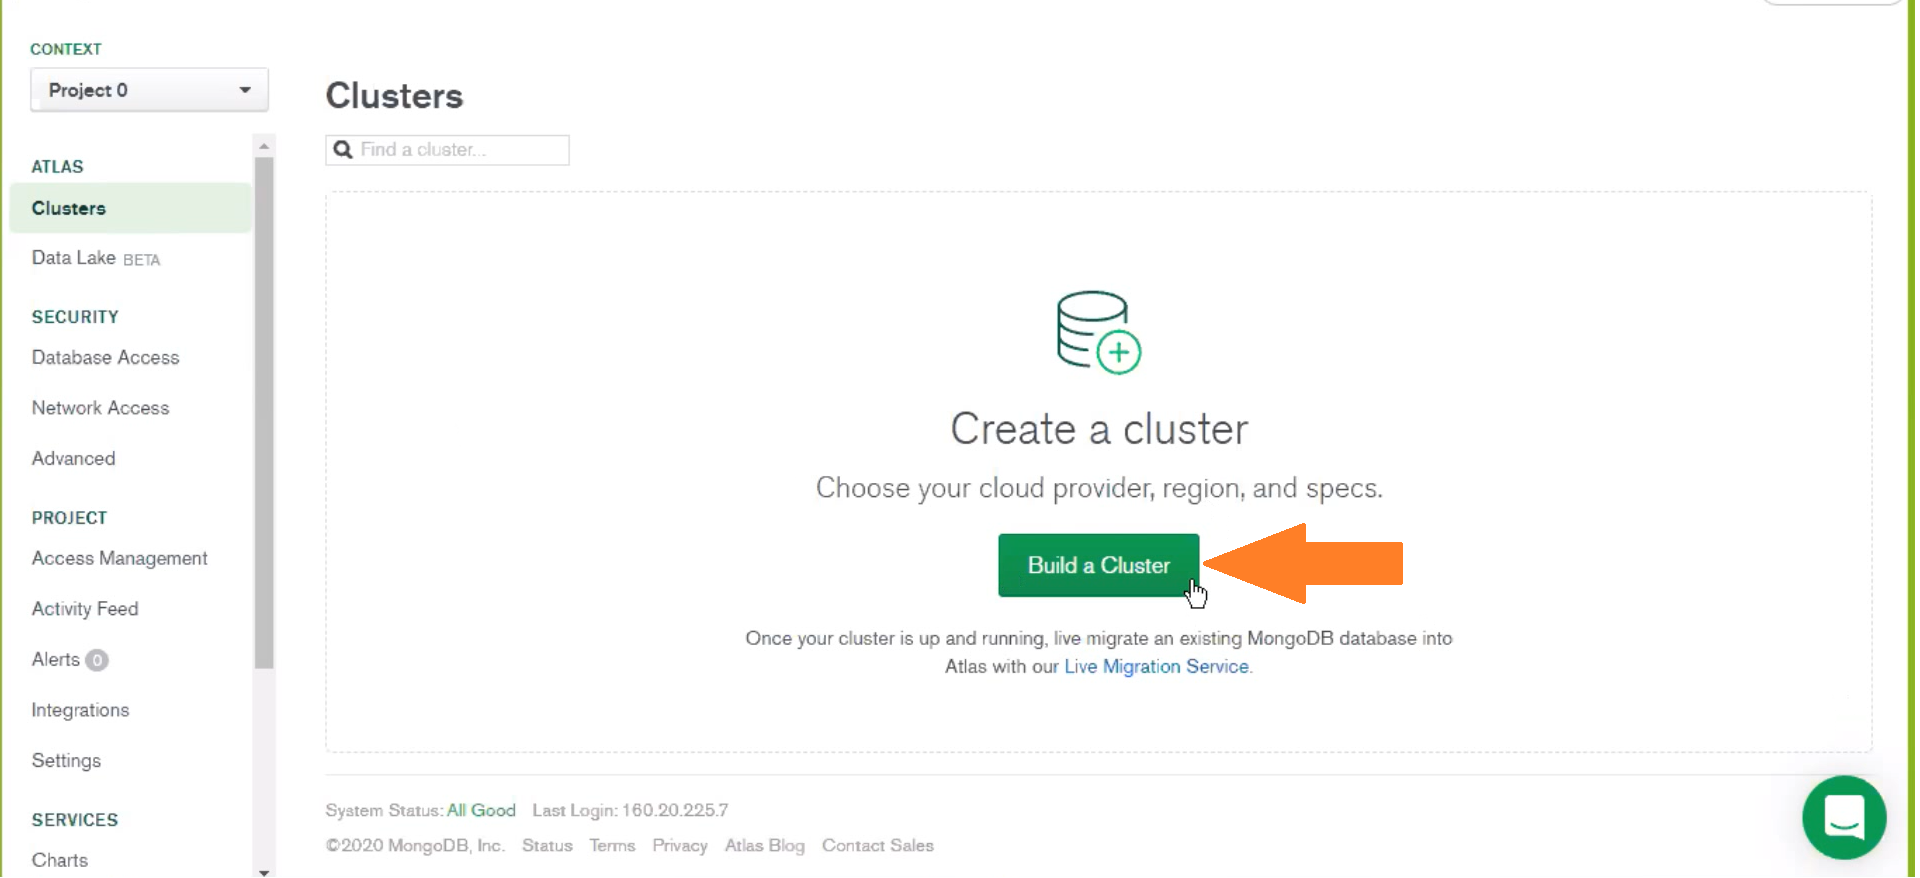 CONTEXT
Project 0
ATLAS
Clusters
Data Lake BETA
SECURITY
Database Access
Network Access
Advanced
PROJECT
Access Management
Activity Feed
Alerts 0
Integrations
Settings
SERVICES
Charts
Clusters
Find a cluster...
Create a cluster
Choose your cloud provider, region, and specs.
Build a Cluster
Once your cluster is up and running, live migrate an existing MongoDB database into
Atlas with our Live Migration Service.
System Status: All Good Last Login: 160.20.225.7
©2020 MongoDB, Inc. Status Terms Privacy Atlas Blog Contact Sales